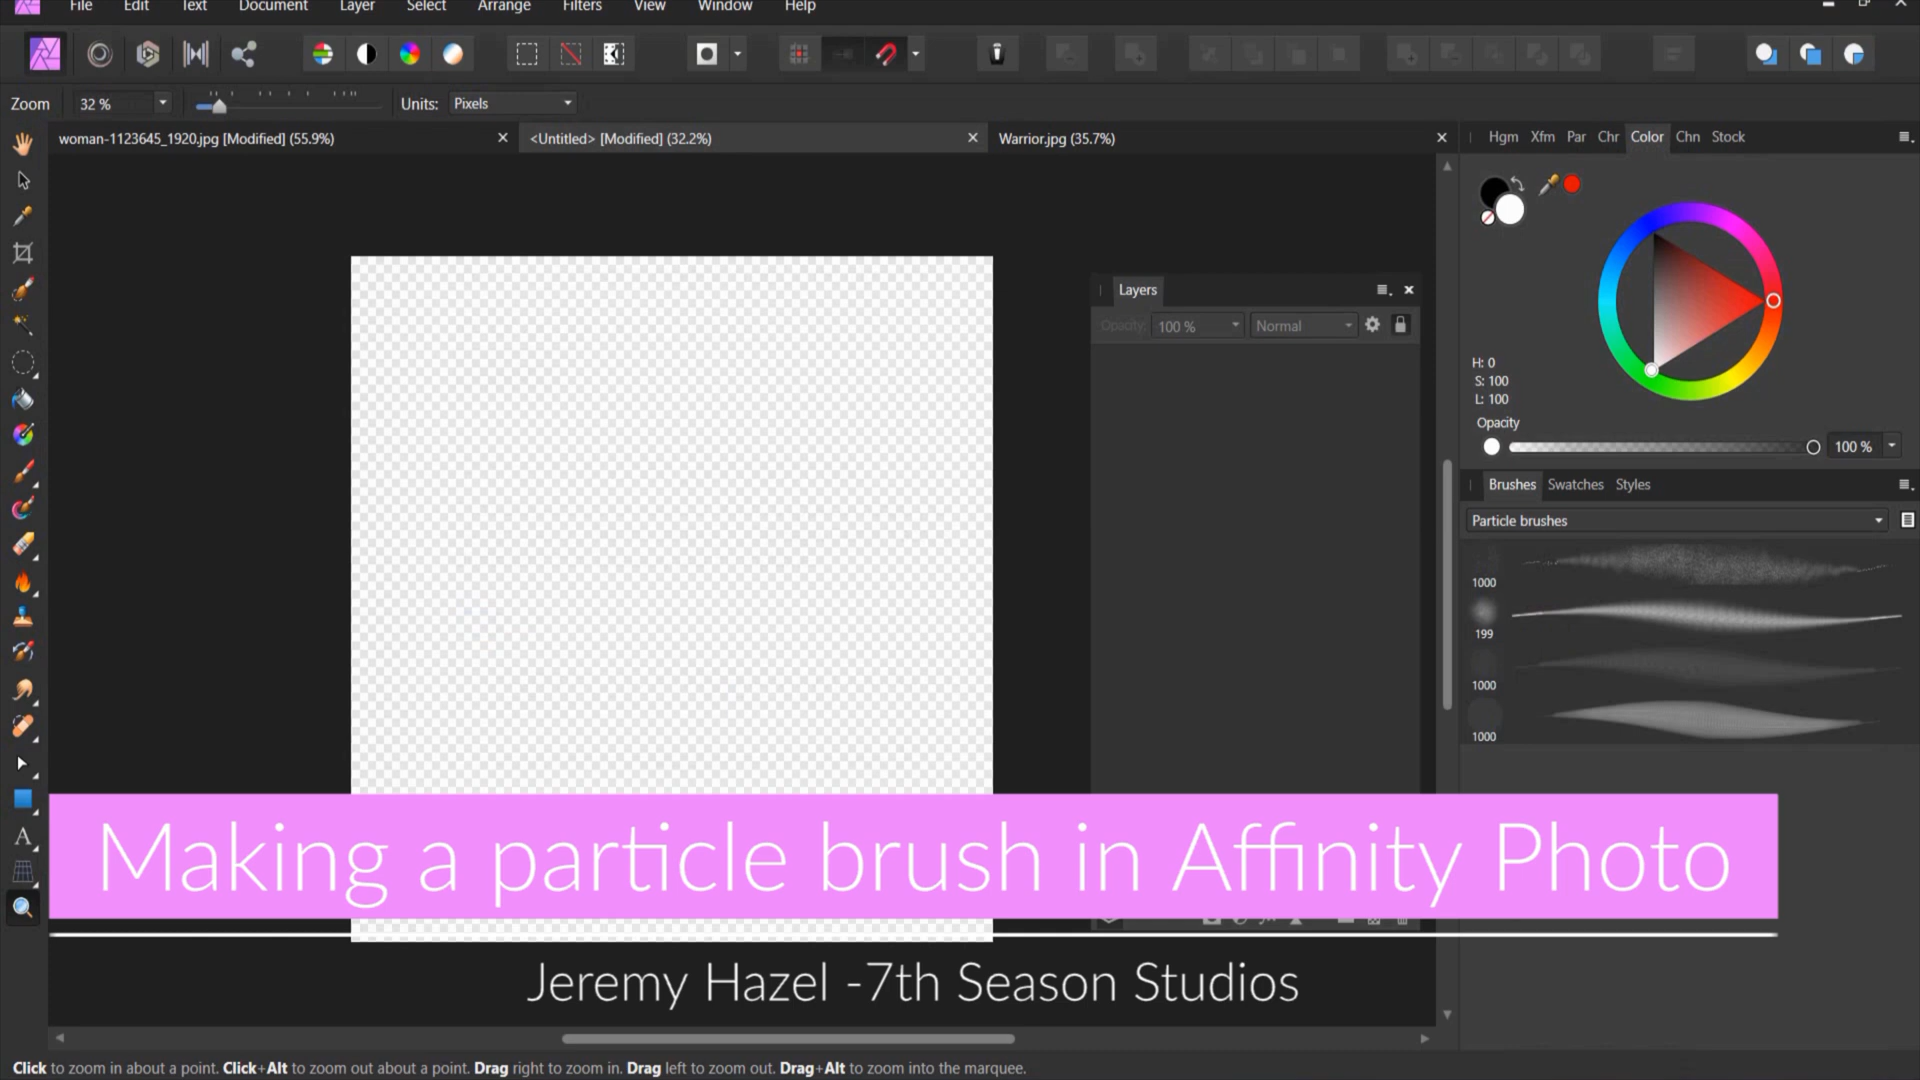 File Edit Text Document Layer Select Arrange Filters View Window Help
Zoom 32 % Units: Pixels
woman-1123645_1920.jpg [Modified] (55.9%) <Untitled> [Modified] (32.2%) Warrior.jpg (35.7%)
Hgm Xfm Par Chr Color Chn Stock
Layers
Opacity: 100 % Normal
H: 0
S: 100
L: 100
Opacity
100 %
Brushes Swatches Styles
Particle brushes
1000
199
1000
1000
Making a particle brush in Affinity Photo
Jeremy Hazel -7th Season Studios
Click to zoom in about a point. Click+Alt to zoom out about a point. Drag right to zoom in. Drag left to zoom out. Drag+Alt to zoom into the marquee.